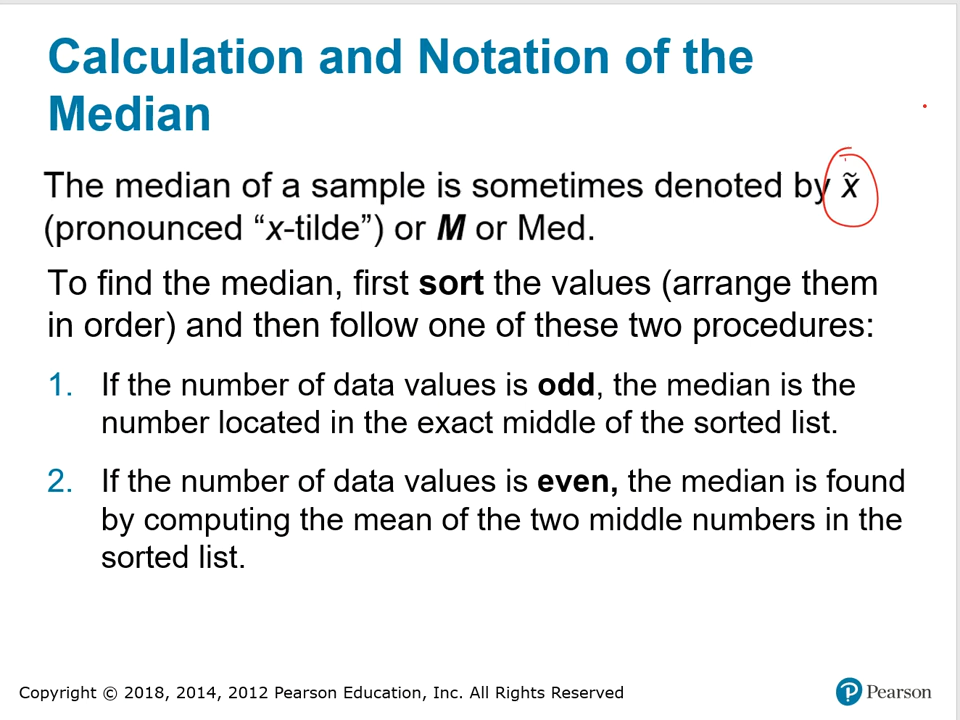 Calculation and Notation of the
Median
The median of a sample is sometimes denoted by x̃
(pronounced “x-tilde”) or M or Med.
To find the median, first sort the values (arrange them
in order) and then follow one of these two procedures:
1. If the number of data values is odd, the median is the
number located in the exact middle of the sorted list.
2. If the number of data values is even, the median is found
by computing the mean of the two middle numbers in the
sorted list.
Copyright © 2018, 2014, 2012 Pearson Education, Inc. All Rights Reserved
P Pearson